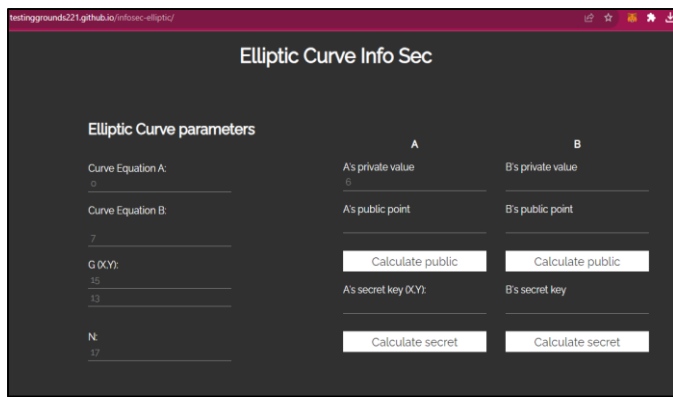 testinggrounds221.github.io/infosec-elliptic/
Elliptic Curve Info Sec
Elliptic Curve parameters
Curve Equation A:
0
Curve Equation B:
7
G (X,Y):
15
13
N:
17
A
A's private value
6
A's public point
Calculate public
A's secret key (X,Y):
Calculate secret
B
B's private value
B's public point
Calculate public
B's secret key
Calculate secret